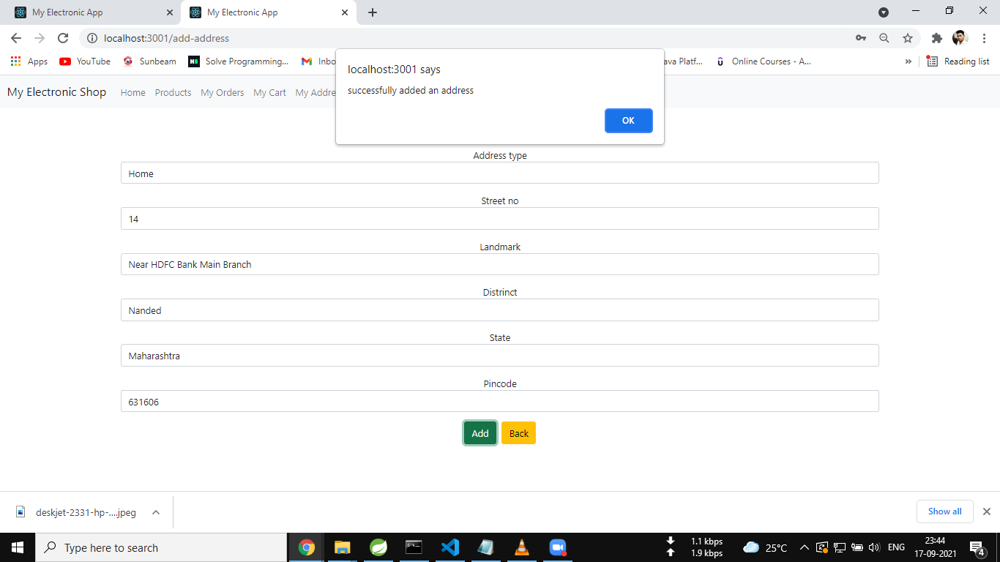 My Electronic App
My Electronic App
localhost:3001/add-address
Apps
YouTube
Sunbeam
Solve Programming...
Inbo
ava Platf...
Online Courses - A...
»
Reading list
localhost:3001 says
successfully added an address
OK
My Electronic Shop
Home
Products
My Orders
My Cart
My Addre
Address type
Home
Street no
14
Landmark
Near HDFC Bank Main Branch
Distrinct
Nanded
State
Maharashtra
Pincode
631606
Add
Back
deskjet-2331-hp-....jpeg
Show all
Type here to search
1.1 kbps
1.9 kbps
25°C
ENG
23:44
17-09-2021
4